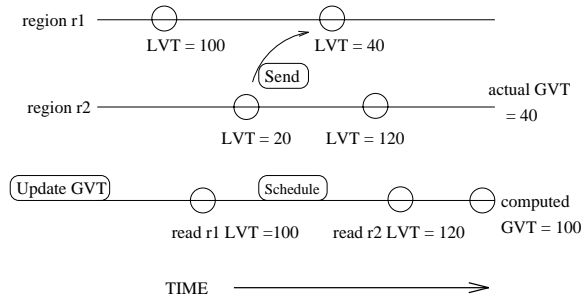 region r1
LVT = 100
LVT = 40
Send
region r2
LVT = 20
LVT = 120
actual GVT
= 40
Update GVT
Schedule
read r1 LVT =100
read r2 LVT = 120
computed
GVT = 100
TIME